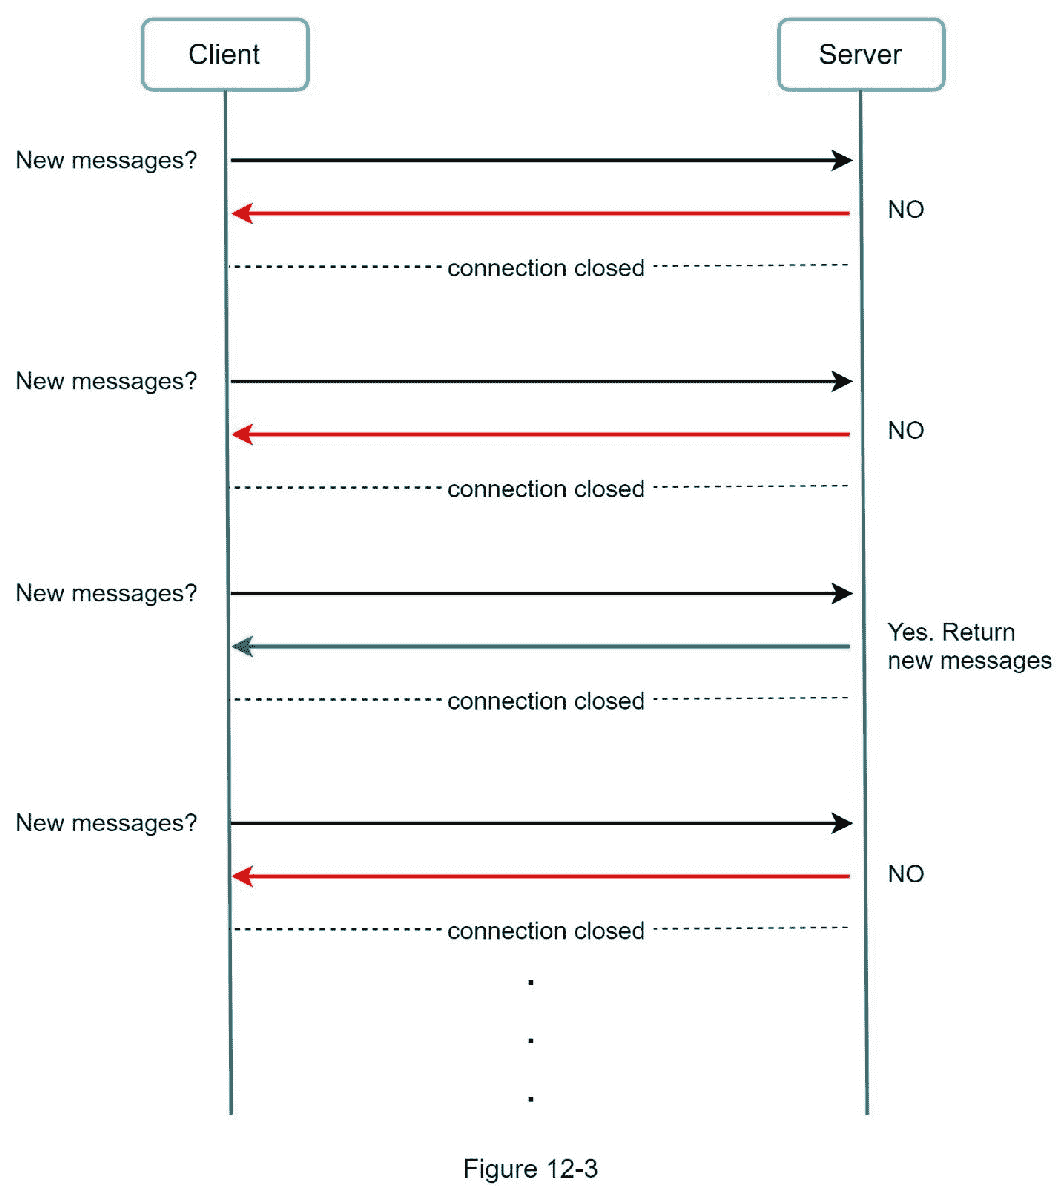 Client
Server
New messages?
NO
connection closed
New messages?
NO
connection closed
New messages?
Yes. Return
new messages
connection closed
New messages?
NO
connection closed
.
.
.
Figure 12-3